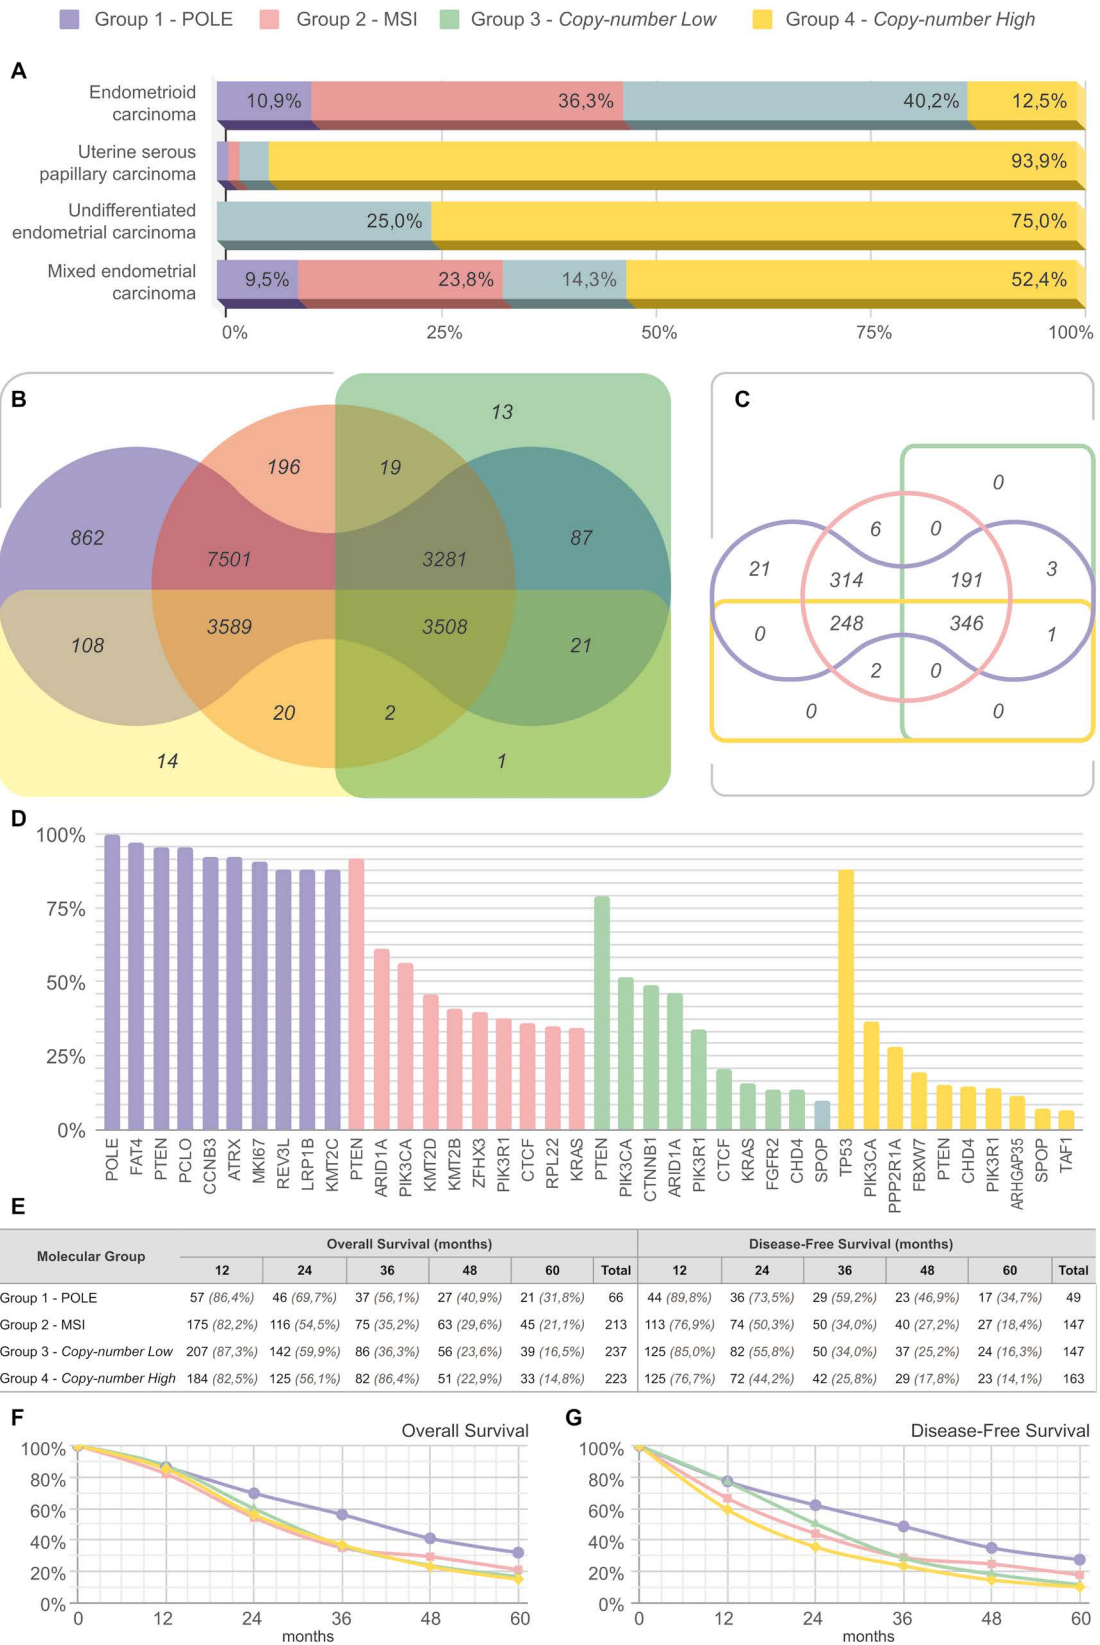 Group 1 - POLE Group 2 - MSI Group 3 - Copy-number Low Group 4 - Copy-number High
A
Endometrioid
carcinoma
10,9% 36,3% 40,2% 12,5%
Uterine serous
papillary carcinoma
93,9%
Undifferentiated
endometrial carcinoma
25,0% 75,0%
Mixed endometrial
carcinoma
9,5% 23,8% 14,3% 52,4%
0% 25% 50% 75% 100%
B
13
196 19
862 87
7501 3281
3589 3508
108 21
20 2
14 1
C
0
6 0
21 3
314 191
248 346
0 1
2 0
0 0
D
100%
75%
50%
25%
0%
POLE
FAT4
PTEN
PCLO
CCNB3
ATRX
MKI67
REV3L
LRP1B
KMT2C
PTEN
ARID1A
PIK3CA
KMT2D
KMT2B
ZFHX3
PIK3R1
CTCF
RPL22
KRAS
PTEN
PIK3CA
CTNNB1
ARID1A
PIK3R1
CTCF
KRAS
FGFR2
CHD4
SPOP
TP53
PIK3CA
PPP2R1A
FBXW7
PTEN
CHD4
PIK3R1
ARHGAP35
SPOP
TAF1
E
Molecular Group Overall Survival (months) Disease-Free Survival (months)
12 24 36 48 60 Total 12 24 36 48 60 Total
Group 1 - POLE 57 (86,4%) 46 (69,7%) 37 (56,1%) 27 (40,9%) 21 (31,8%) 66 44 (89,8%) 36 (73,5%) 29 (59,2%) 23 (46,9%) 17 (34,7%) 49
Group 2 - MSI 175 (82,2%) 116 (54,5%) 75 (35,2%) 63 (29,6%) 45 (21,1%) 213 113 (76,9%) 74 (50,3%) 50 (34,0%) 40 (27,2%) 27 (18,4%) 147
Group 3 - Copy-number Low 207 (87,3%) 142 (59,9%) 86 (36,3%) 56 (23,6%) 39 (16,5%) 237 125 (85,0%) 82 (55,8%) 50 (34,0%) 37 (25,2%) 24 (16,3%) 147
Group 4 - Copy-number High 184 (82,5%) 125 (56,1%) 82 (86,4%) 51 (22,9%) 33 (14,8%) 223 125 (76,7%) 72 (44,2%) 42 (25,8%) 29 (17,8%) 23 (14,1%) 163
F
Overall Survival
100%
80%
60%
40%
20%
0%
0 12 24 36 48 60
months
G
Disease-Free Survival
100%
80%
60%
40%
20%
0%
0 12 24 36 48 60
months